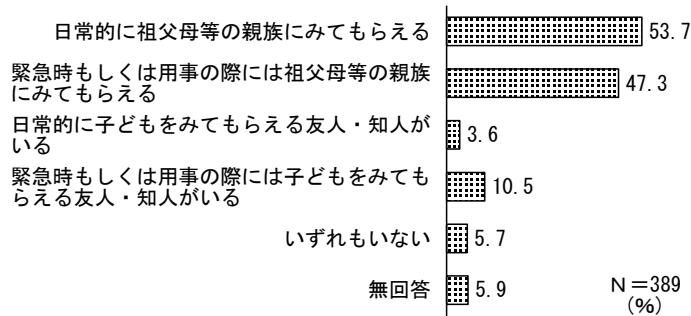 日常的に祖父母等の親族にみてもらえる
53.7
緊急時もしくは用事の際には祖父母等の親族
にみてもらえる
47.3
日常的に子どもをみてもらえる友人・知人が
いる
3.6
緊急時もしくは用事の際には子どもをみても
らえる友人・知人がいる
10.5
いずれもいない
5.7
無回答
5.9
N=389
(%)